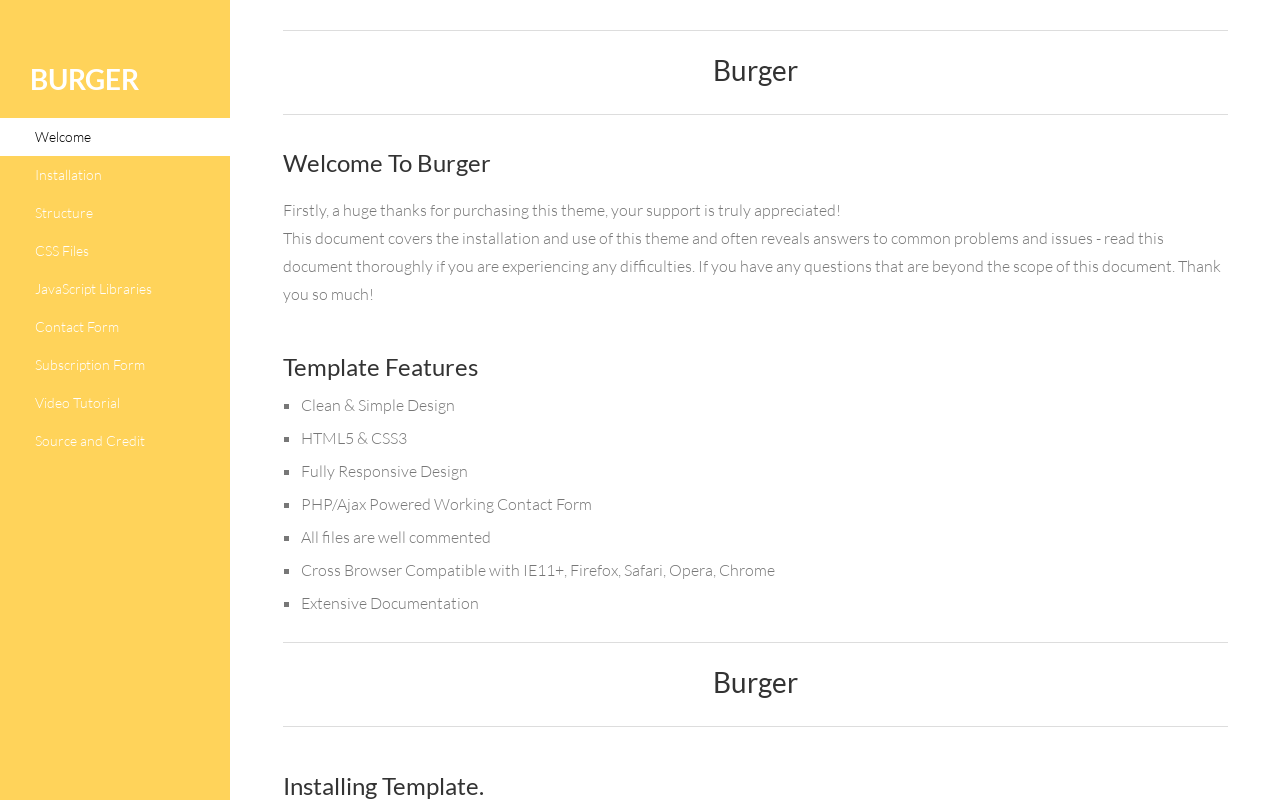 BURGER
Welcome
Installation
Structure
CSS Files
JavaScript Libraries
Contact Form
Subscription Form
Video Tutorial
Source and Credit
Burger
Welcome To Burger
Firstly, a huge thanks for purchasing this theme, your support is truly appreciated!
This document covers the installation and use of this theme and often reveals answers to common problems and issues - read this
document thoroughly if you are experiencing any difficulties. If you have any questions that are beyond the scope of this document. Thank
you so much!
Template Features
Clean & Simple Design
HTML5 & CSS3
Fully Responsive Design
PHP/Ajax Powered Working Contact Form
All files are well commented
Cross Browser Compatible with IE11+, Firefox, Safari, Opera, Chrome
Extensive Documentation
Burger
Installing Template.